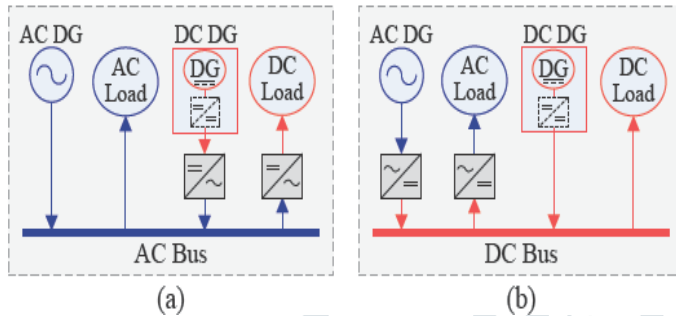 AC DG
AC
Load
DC DG
DG
DC
Load
AC Bus
(a)
AC DG
AC
Load
DC DG
DG
DC
Load
DC Bus
(b)